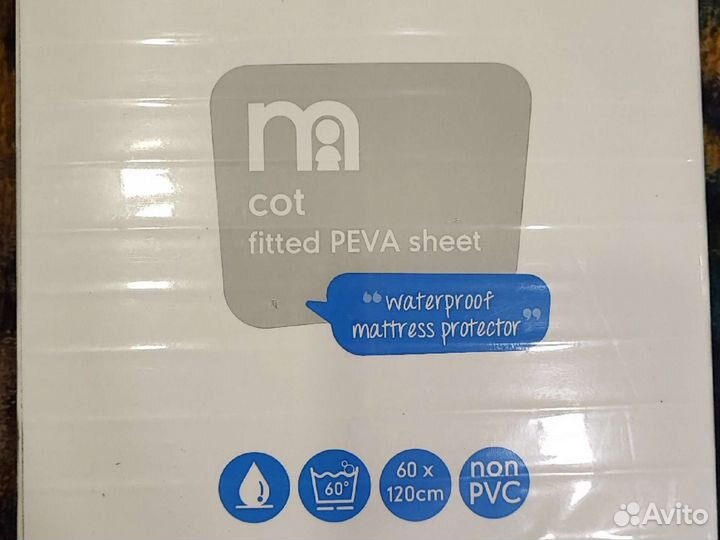 m
cot
fitted PEVA sheet
“waterproof
mattress protector”
60°
60 x
120cm
non
PVC
Avito